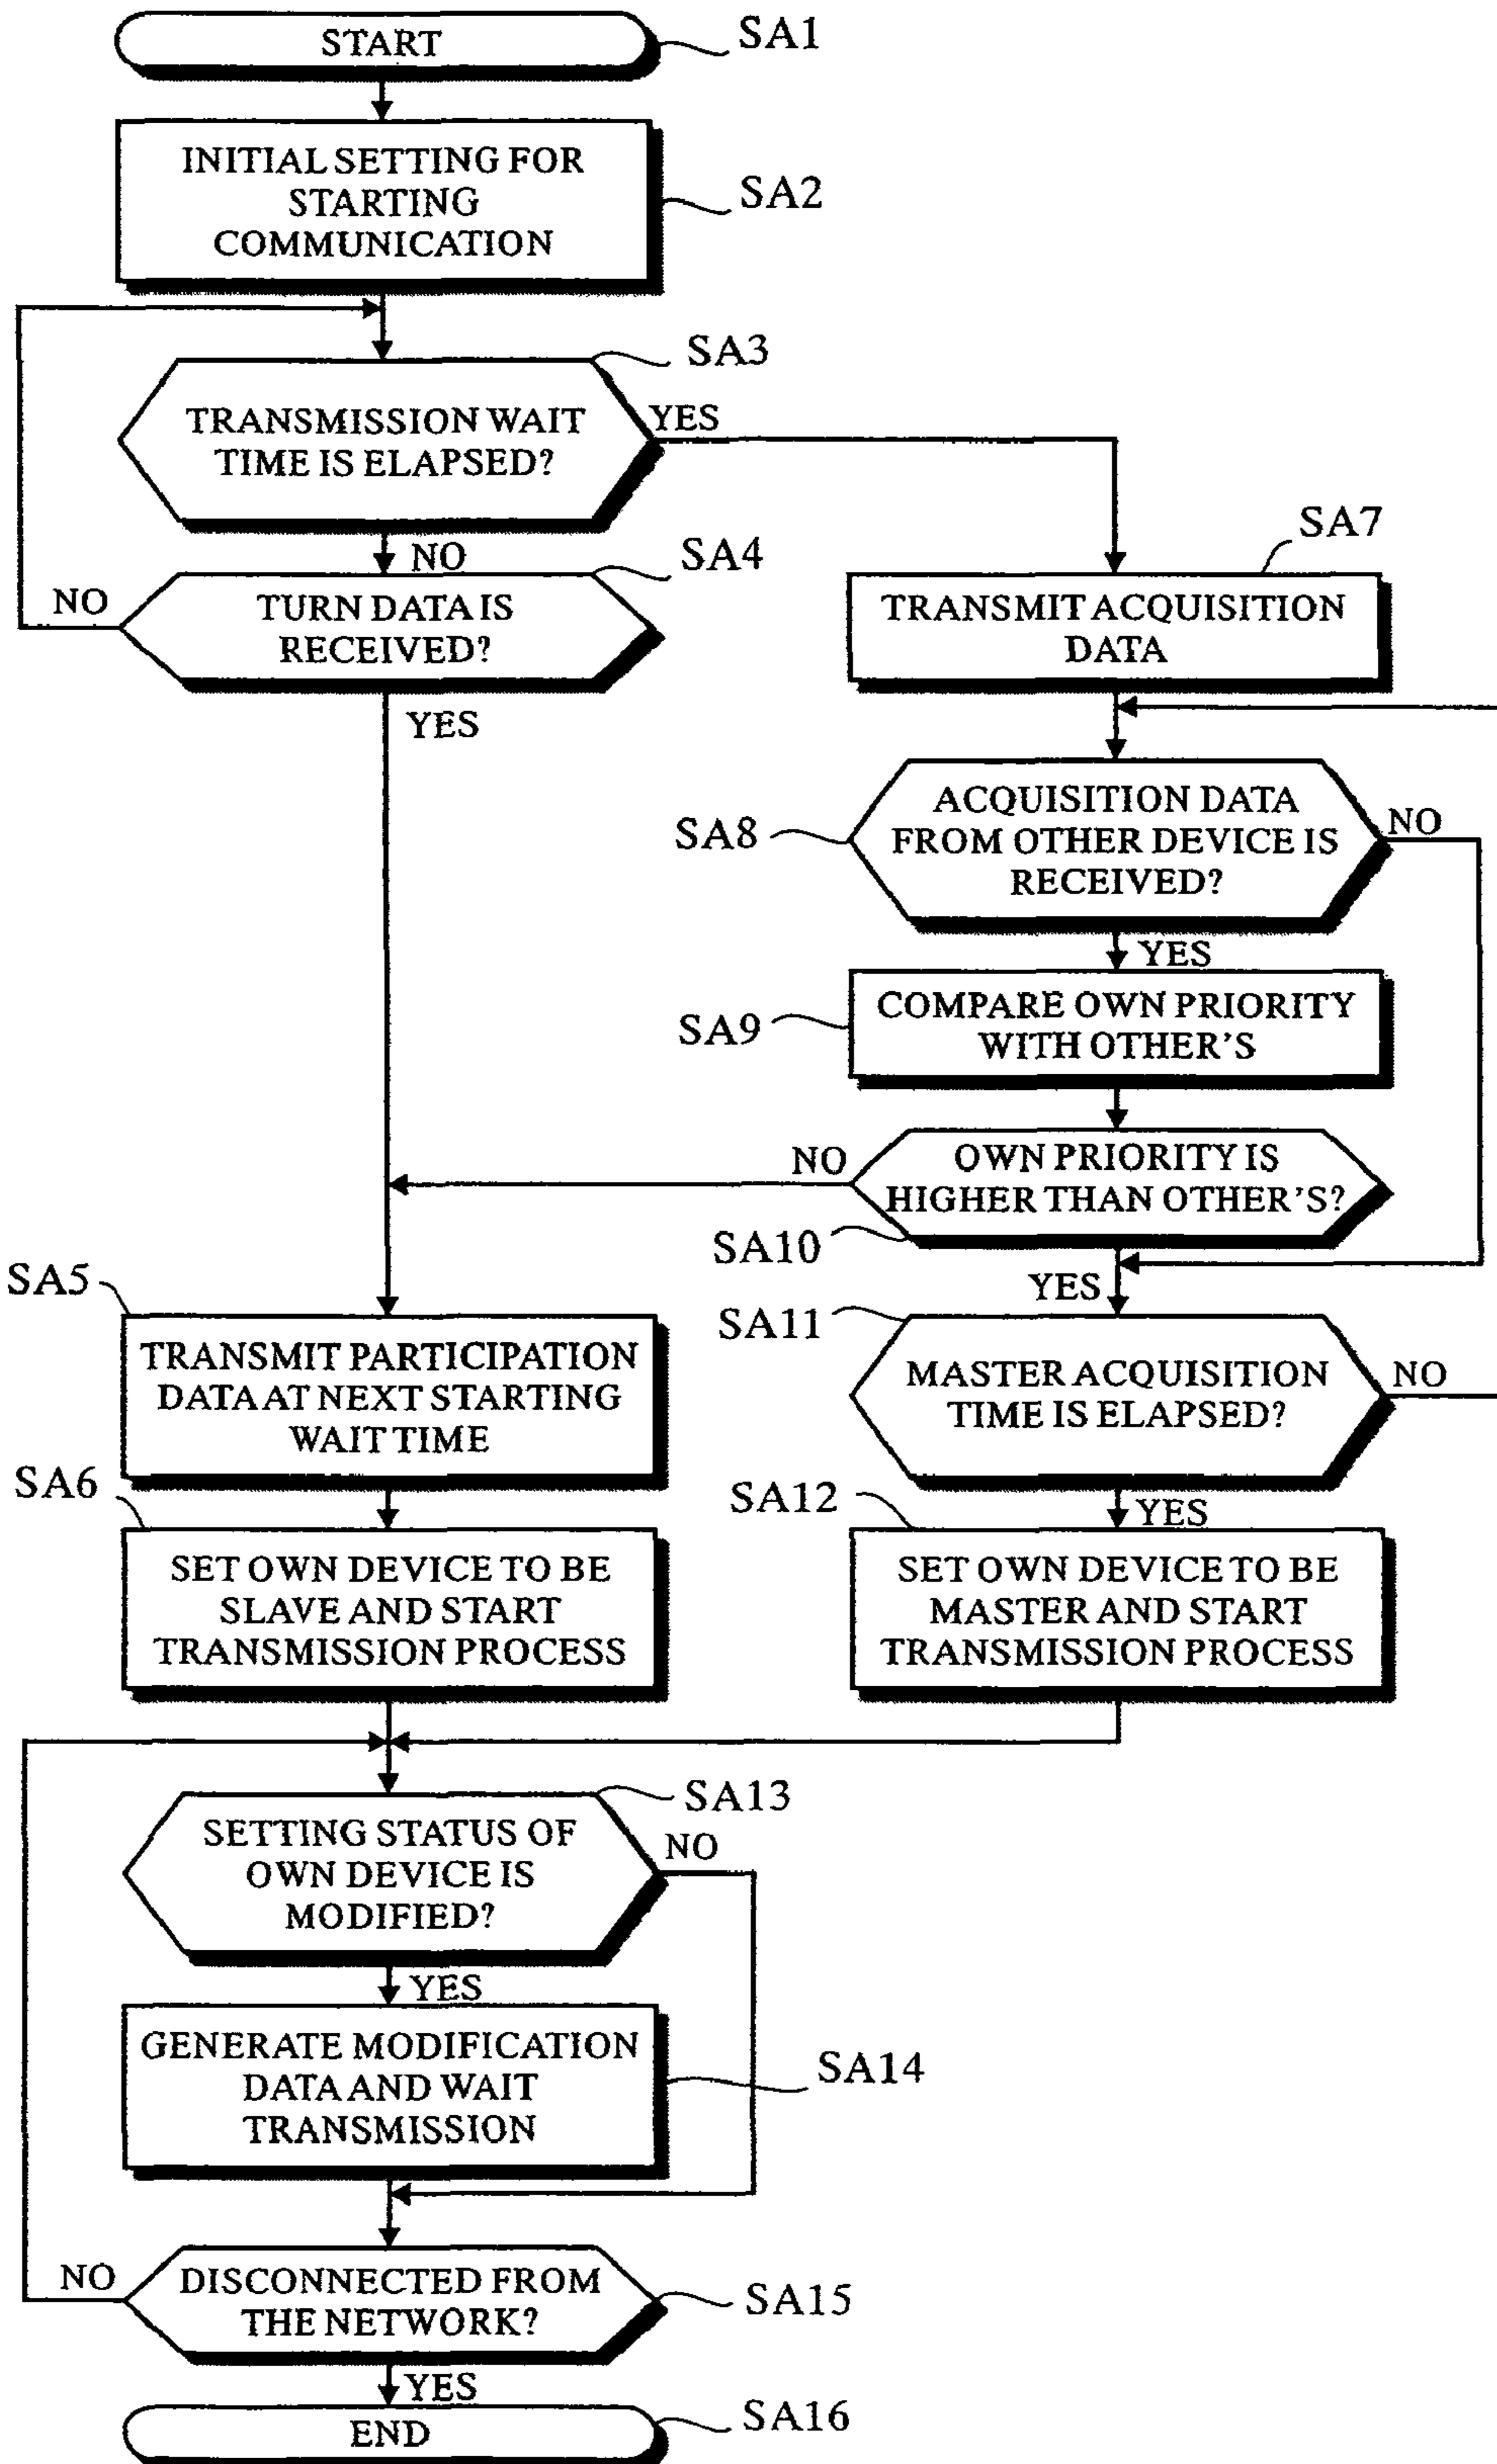 START
SA1
INITIAL SETTING FOR
STARTING
COMMUNICATION
SA2
SA3
TRANSMISSION WAIT
TIME IS ELAPSED?
YES
NO
SA4
TURN DATA IS
RECEIVED?
NO
YES
SA7
TRANSMIT ACQUISITION
DATA
SA8
ACQUISITION DATA
FROM OTHER DEVICE IS
RECEIVED?
NO
YES
SA9
COMPARE OWN PRIORITY
WITH OTHER'S
NO
OWN PRIORITY IS
HIGHER THAN OTHER'S?
SA10
YES
SA5
TRANSMIT PARTICIPATION
DATA AT NEXT STARTING
WAIT TIME
SA11
MASTER ACQUISITION
TIME IS ELAPSED?
NO
YES
SA6
SET OWN DEVICE TO BE
SLAVE AND START
TRANSMISSION PROCESS
SA12
SET OWN DEVICE TO BE
MASTER AND START
TRANSMISSION PROCESS
SA13
SETTING STATUS OF
OWN DEVICE IS
MODIFIED?
NO
YES
GENERATE MODIFICATION
DATA AND WAIT
TRANSMISSION
SA14
NO
DISCONNECTED FROM
THE NETWORK?
SA15
YES
END
SA16